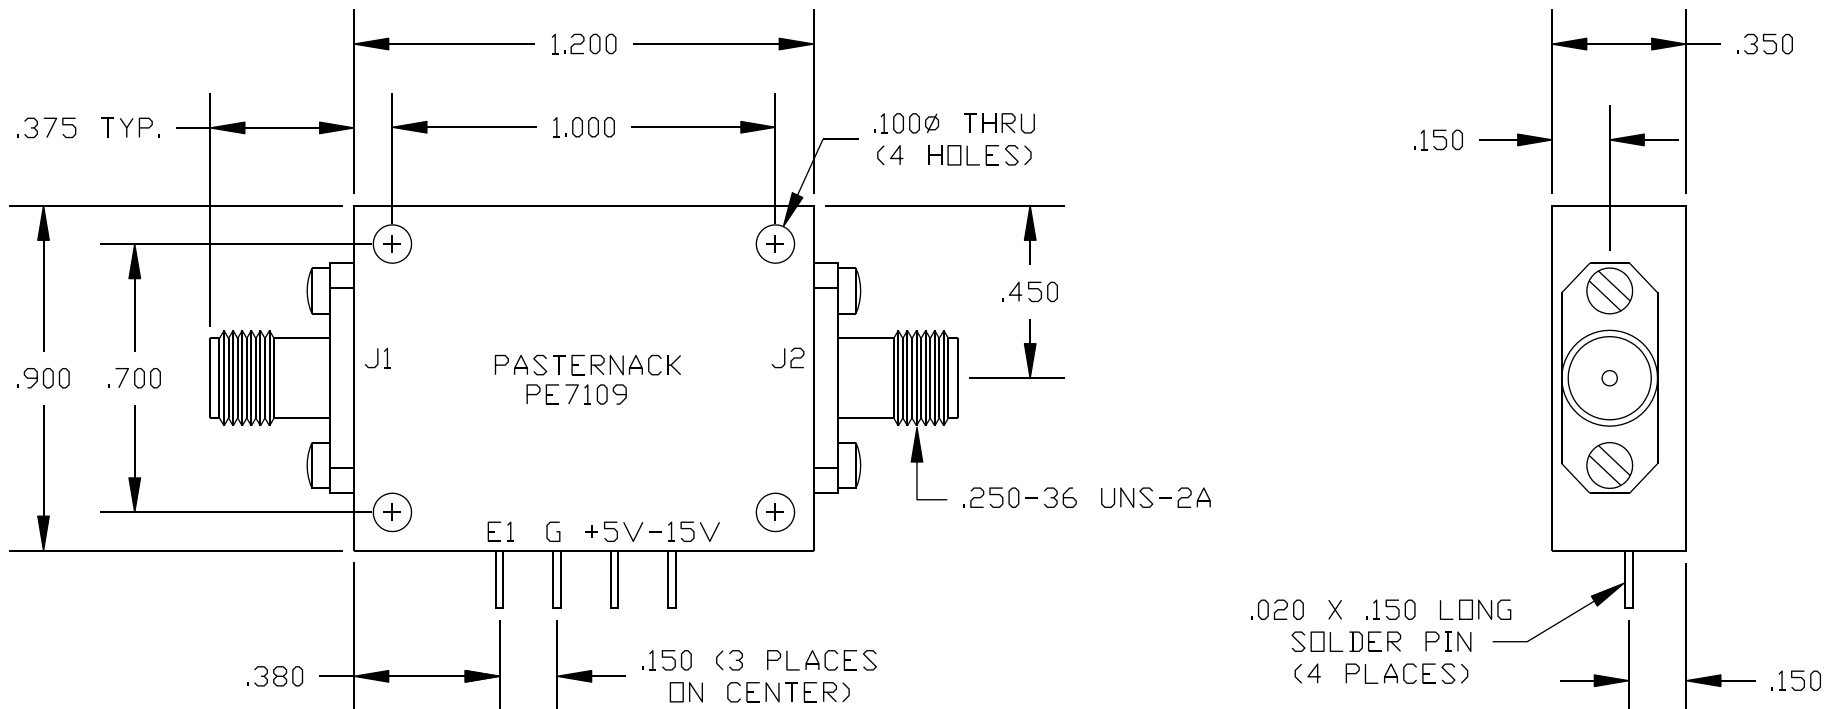 1.200
.350
.375 TYP.
1.000
.100ø THRU
(4 HOLES)
.150
.450
J1
J2
PASTERNACK
PE7109
.900
.700
.250-36 UNS-2A
E1 G +5V -15V
.020 X .150 LONG
SOLDER PIN
(4 PLACES)
.380
.150 (3 PLACES
ON CENTER)
.150